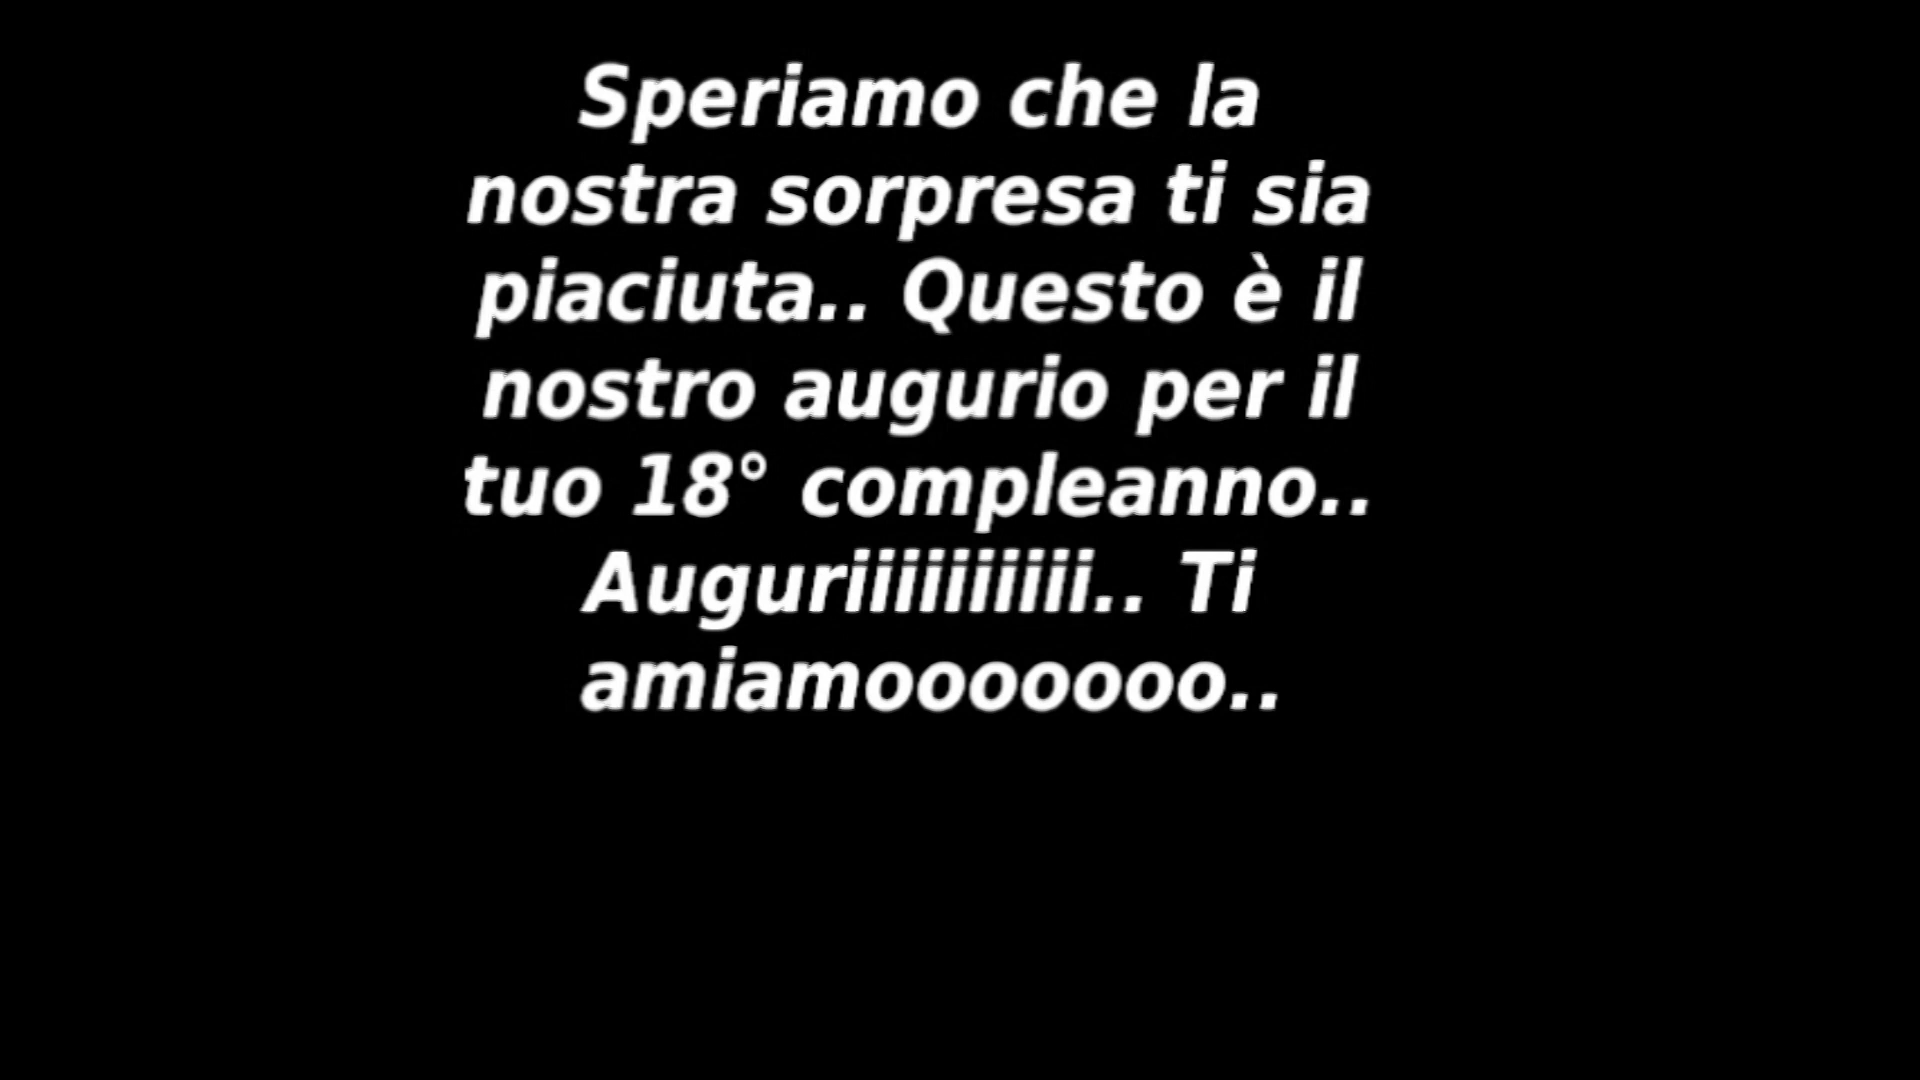 Speriamo che la
nostra sorpresa ti sia
piaciuta.. Questo è il
nostro augurio per il
tuo 18° compleanno..
Auguriiiiiiiiii.. Ti
amiamooooooo..